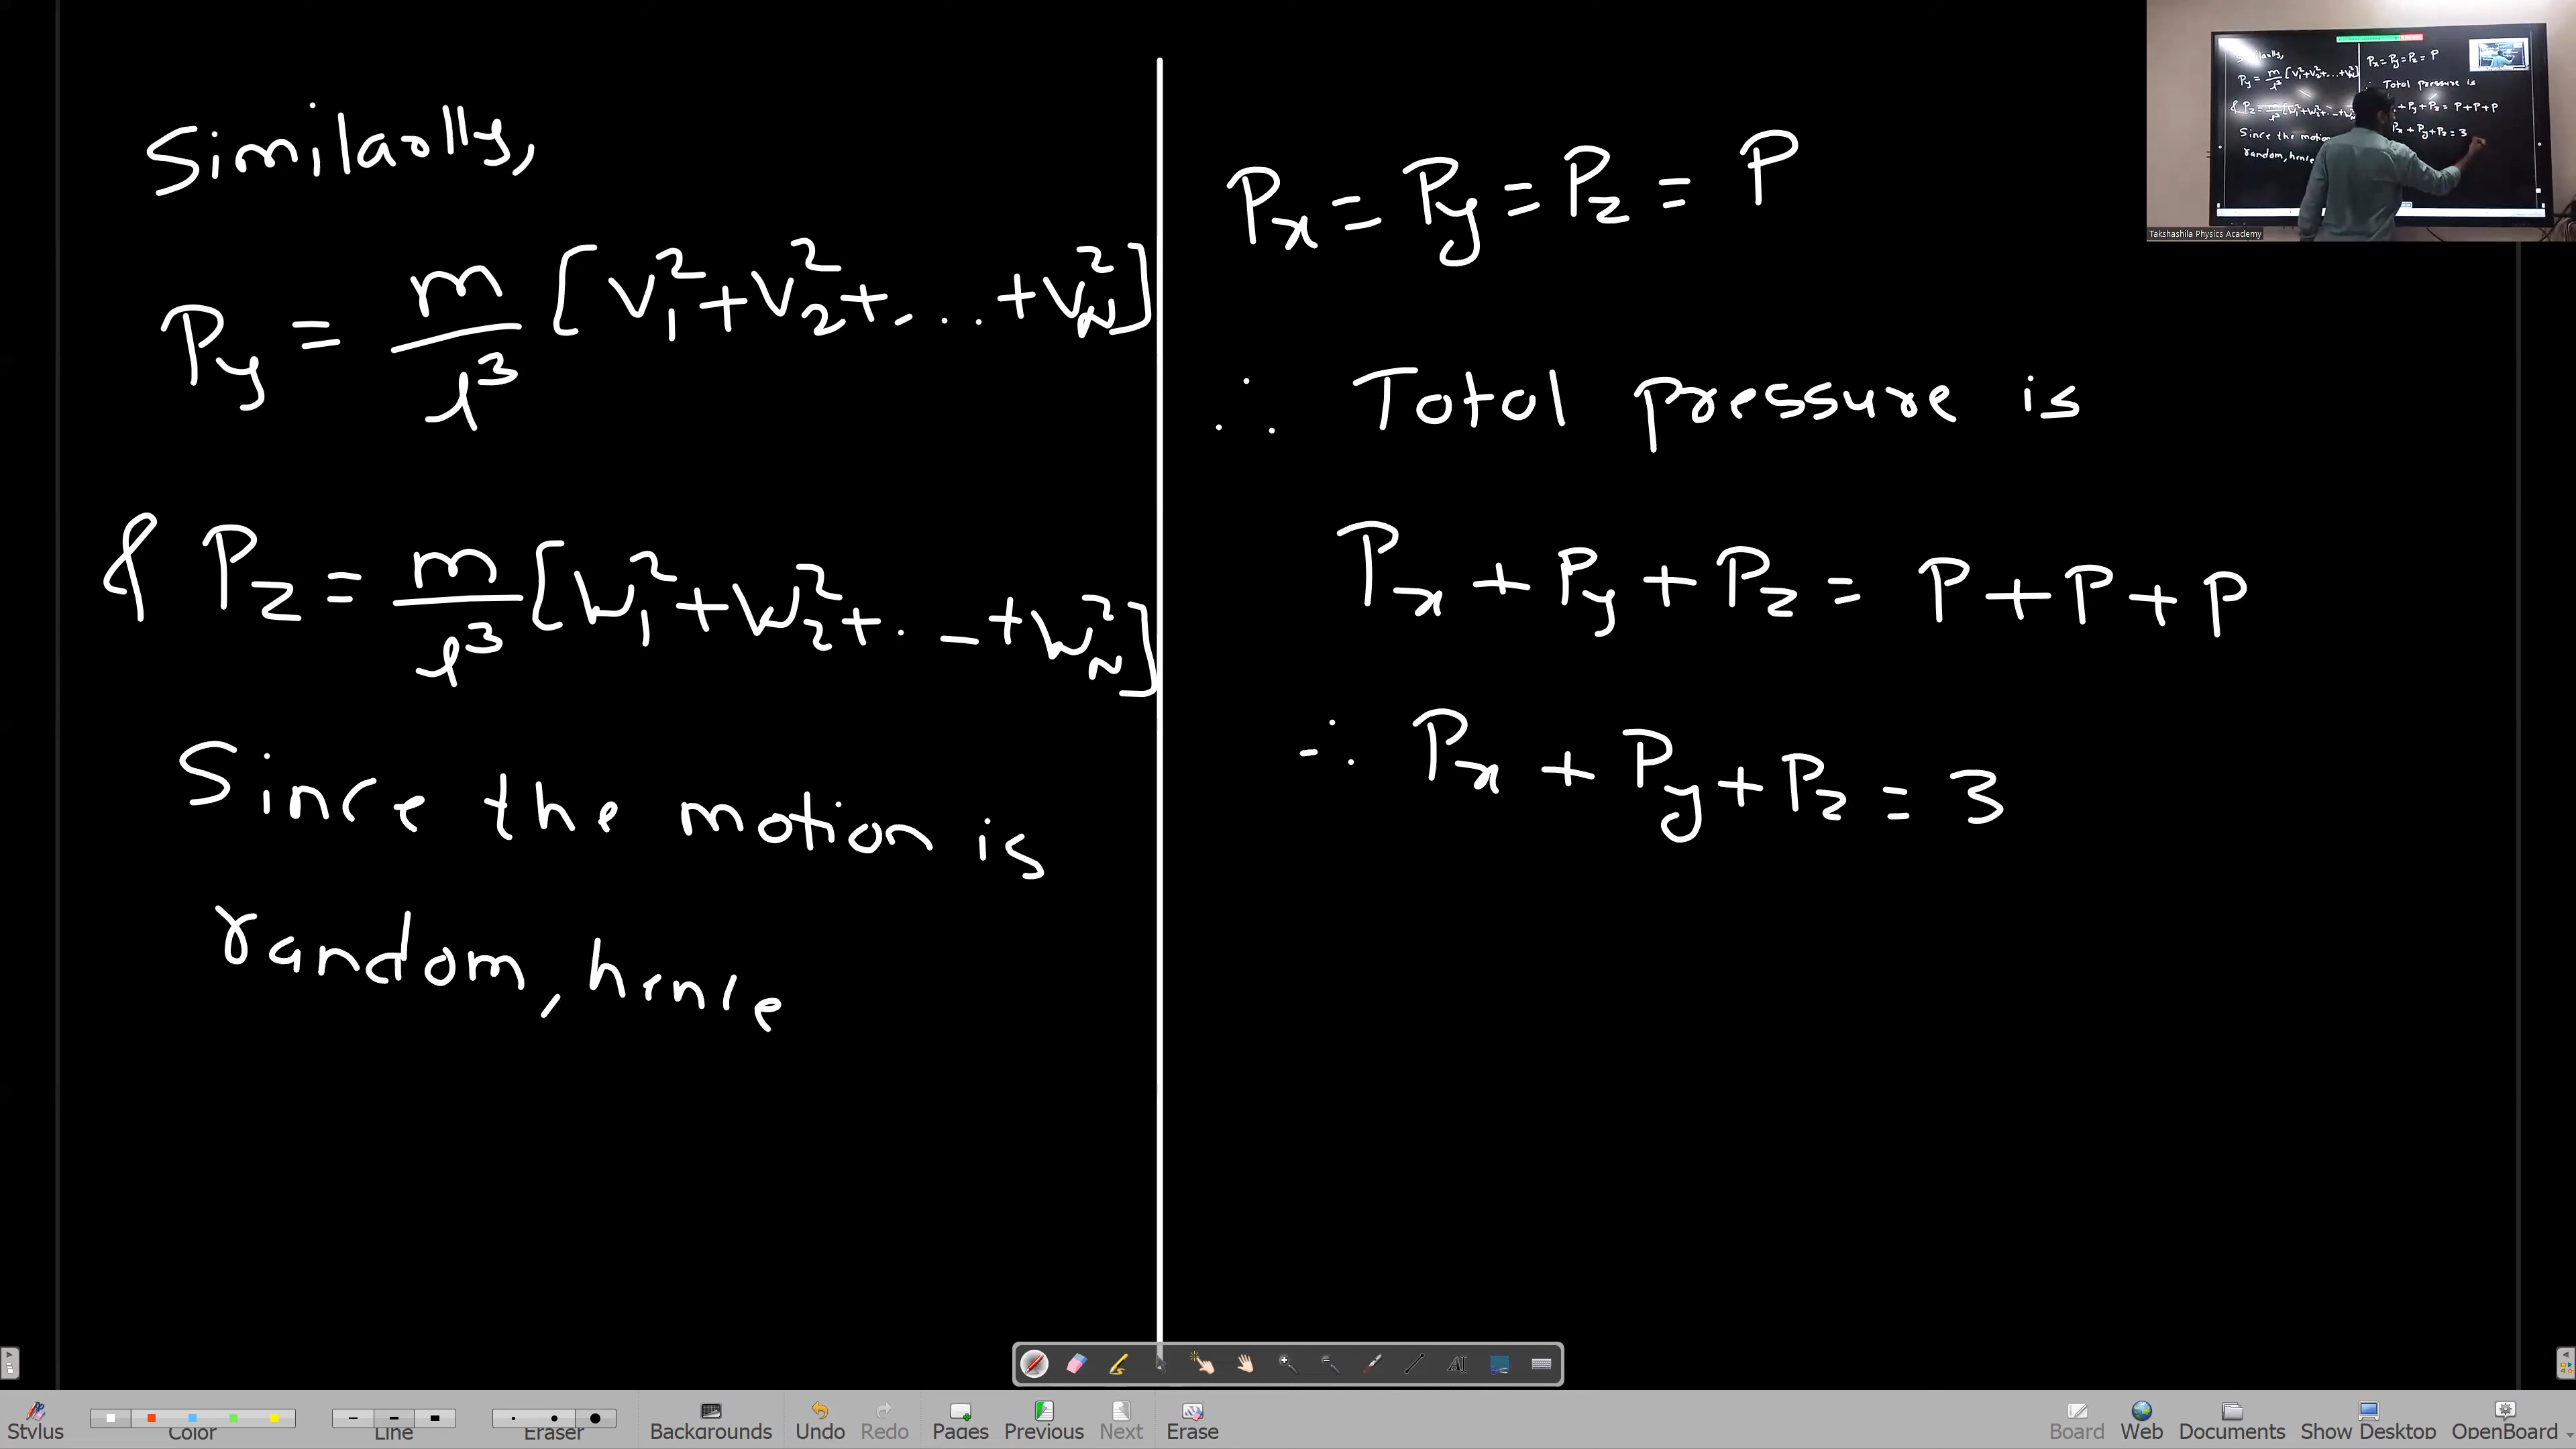 Similarlly,
Py = m/l³ [V₁²+V₂²+...+V_N²]
& Pz = m/l³ [W₁²+W₂²+..._+W_N²]
Since the motion is
random, hence
Px = Py = Pz = P
∴ Total pressure is
Px + Py + Pz = P + P + P
∴ Px + Py + Pz = 3
Takshashila Physics Academy
Stylus
Color
Line
Eraser
Backgrounds
Undo
Redo
Pages
Previous
Next
Erase
Board
Web
Documents
Show Desktop
OpenBoard